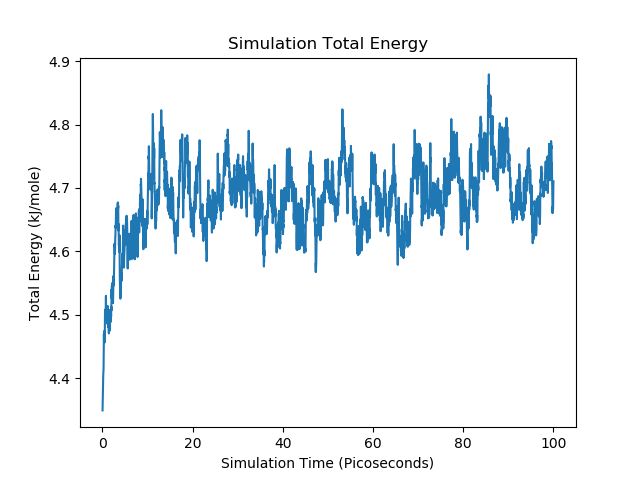 Simulation Total Energy
4.9
4.8
4.7
4.6
4.5
4.4
Total Energy (kJ/mole)
0 20 40 60 80 100
Simulation Time (Picoseconds)